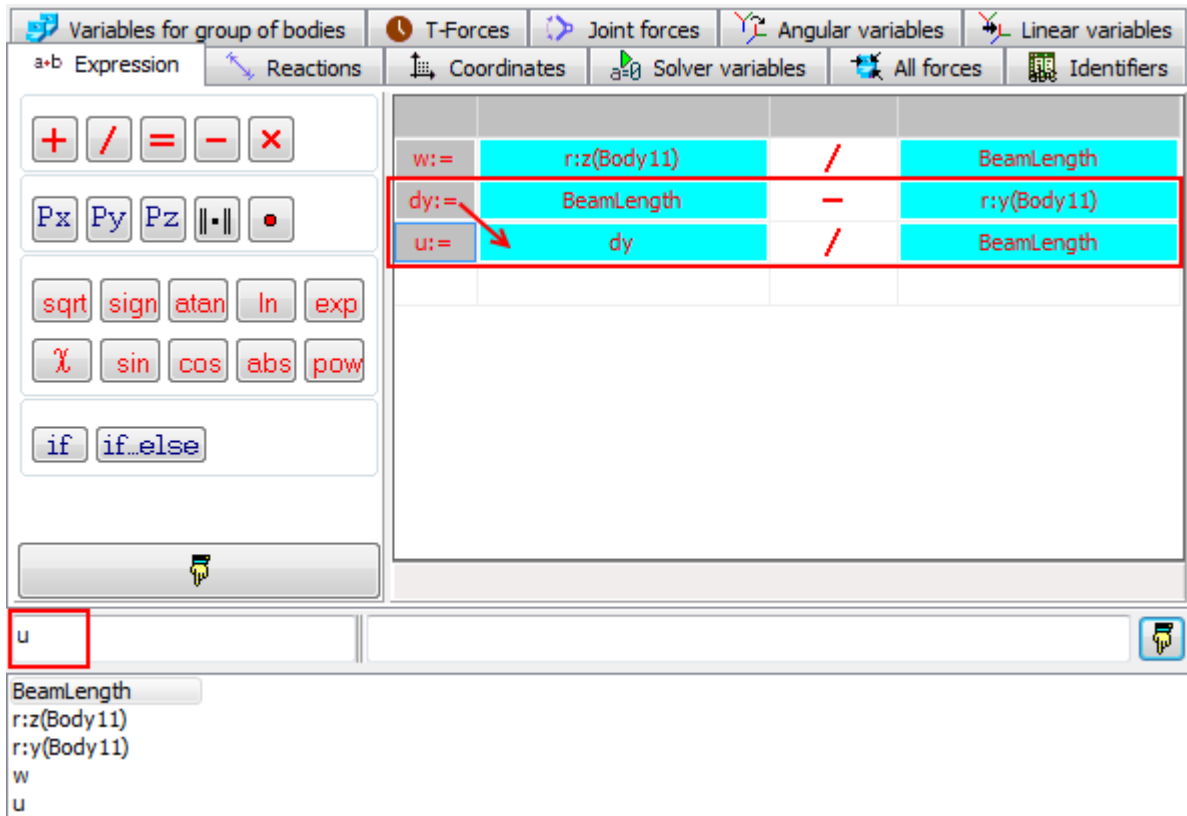 Variables for group of bodies T-Forces Joint forces Angular variables Linear variables
a+b Expression Reactions Coordinates a=0 Solver variables All forces Identifiers
+ / = − ×
w:= r:z(Body11) / BeamLength
dy:= BeamLength − r:y(Body11)
Px Py Pz ‖▪‖ •
u:= dy / BeamLength
sqrt sign atan ln exp
χ sin cos abs pow
if if…else
u
BeamLength
r:z(Body11)
r:y(Body11)
w
u